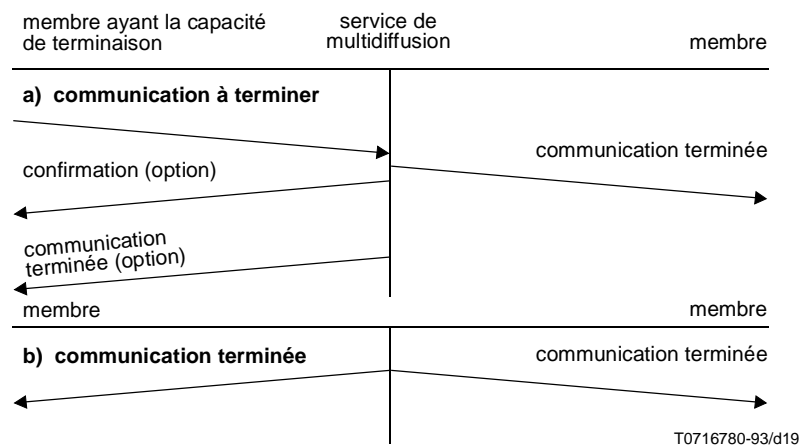 membre ayant la capacité
de terminaison
service de
multidiffusion
membre
a) communication à terminer
communication terminée
confirmation (option)
communication
terminée (option)
membre
membre
b) communication terminée
communication terminée
T0716780-93/d19